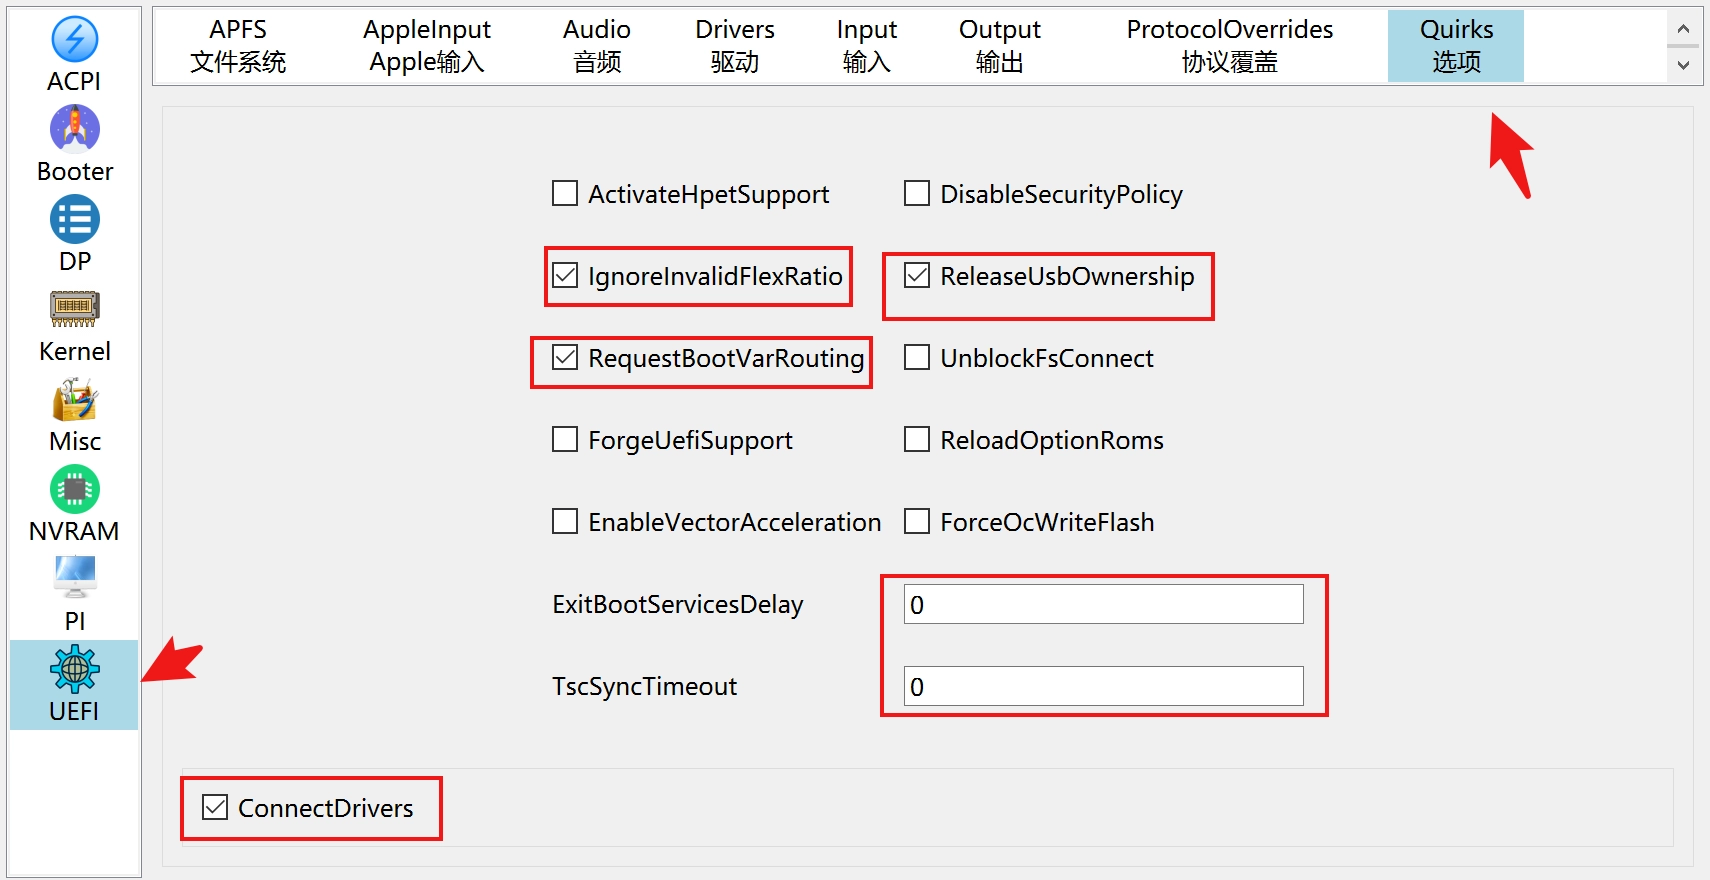 ACPI
Booter
DP
Kernel
Misc
NVRAM
PI
UEFI
APFS
文件系统
AppleInput
Apple输入
Audio
音频
Drivers
驱动
Input
输入
Output
输出
ProtocolOverrides
协议覆盖
Quirks
选项
ActivateHpetSupport
DisableSecurityPolicy
IgnoreInvalidFlexRatio
ReleaseUsbOwnership
RequestBootVarRouting
UnblockFsConnect
ForgeUefiSupport
ReloadOptionRoms
EnableVectorAcceleration
ForceOcWriteFlash
ExitBootServicesDelay
0
TscSyncTimeout
0
ConnectDrivers